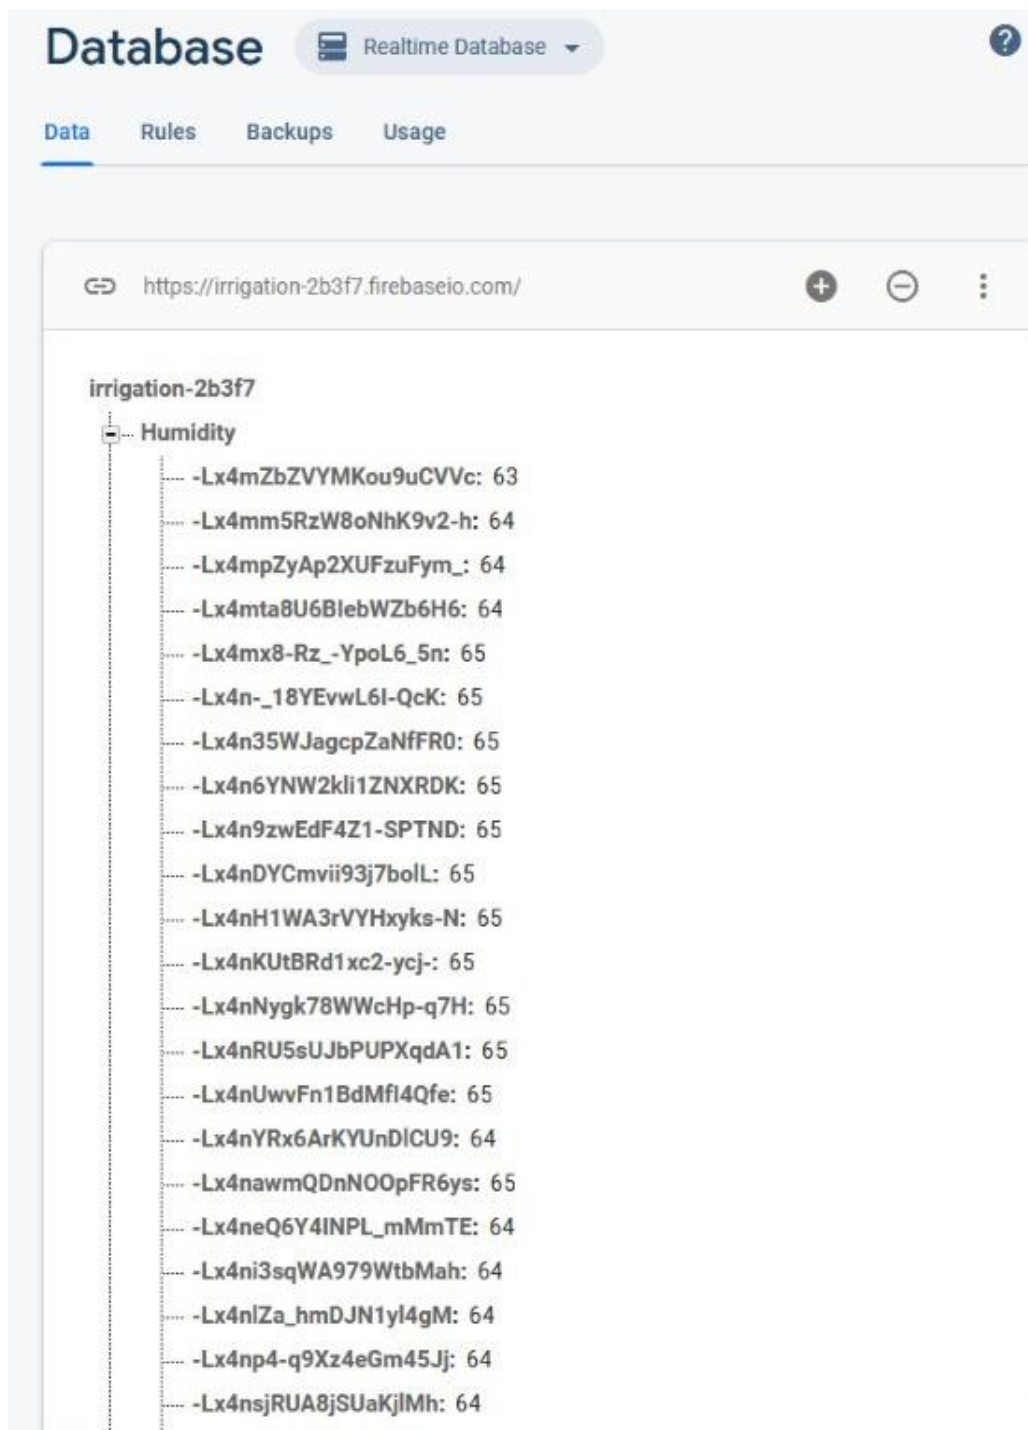 Database Realtime Database
Data Rules Backups Usage
https://irrigation-2b3f7.firebaseio.com/
irrigation-2b3f7
Humidity
-Lx4mZbZVYMKou9uCVVc: 63
-Lx4mm5RzW8oNhK9v2-h: 64
-Lx4mpZyAp2XUFzuFym_: 64
-Lx4mta8U6BlebWZb6H6: 64
-Lx4mx8-Rz_-YpoL6_5n: 65
-Lx4n-_18YEvwL6l-QcK: 65
-Lx4n35WJagcpZaNfFR0: 65
-Lx4n6YNW2kli1ZNXRDK: 65
-Lx4n9zwEdF4Z1-SPTND: 65
-Lx4nDYCmvii93j7bolL: 65
-Lx4nH1WA3rVYHxyks-N: 65
-Lx4nKUtBRd1xc2-ycj-: 65
-Lx4nNygk78WWcHp-q7H: 65
-Lx4nRU5sUJbPUPXqdA1: 65
-Lx4nUwvFn1BdMfl4Qfe: 65
-Lx4nYRx6ArKYUnDlCU9: 64
-Lx4nawmQDnNOOpFR6ys: 65
-Lx4neQ6Y4lNPL_mMmTE: 64
-Lx4ni3sqWA979WtbMah: 64
-Lx4nlZa_hmDJN1yl4gM: 64
-Lx4np4-q9Xz4eGm45Jj: 64
-Lx4nsjRUA8jSUaKjlMh: 64